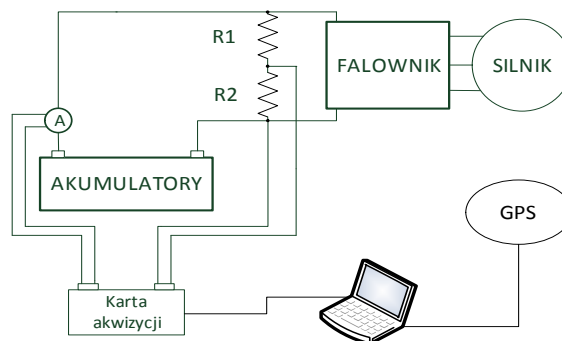 R1
FALOWNIK
SILNIK
R2
A
AKUMULATORY
GPS
Karta
akwizycji